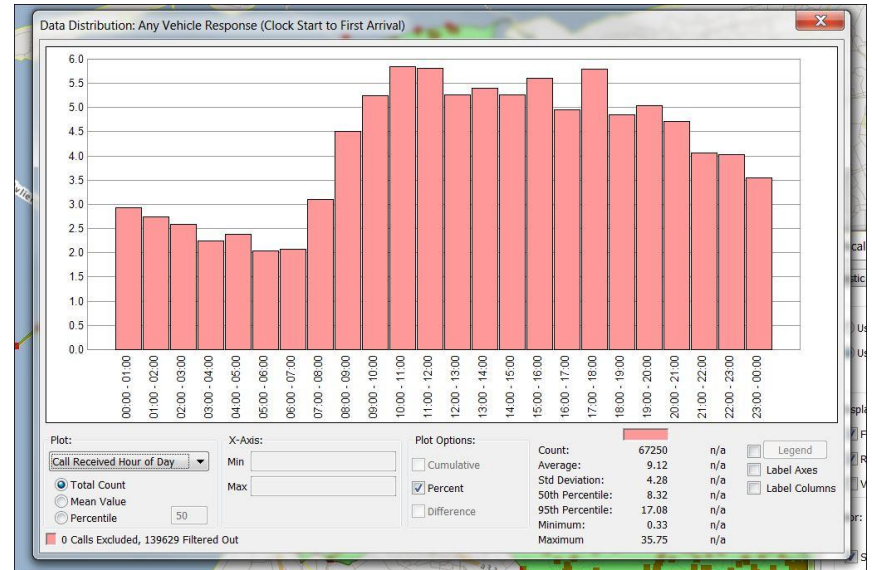 Data Distribution: Any Vehicle Response (Clock Start to First Arrival)
6.0
5.5
5.0
4.5
4.0
3.5
3.0
2.5
2.0
1.5
1.0
0.5
0.0
00:00 - 01:00
01:00 - 02:00
02:00 - 03:00
03:00 - 04:00
04:00 - 05:00
05:00 - 06:00
06:00 - 07:00
07:00 - 08:00
08:00 - 09:00
09:00 - 10:00
10:00 - 11:00
11:00 - 12:00
12:00 - 13:00
13:00 - 14:00
14:00 - 15:00
15:00 - 16:00
16:00 - 17:00
17:00 - 18:00
18:00 - 19:00
19:00 - 20:00
20:00 - 21:00
21:00 - 22:00
22:00 - 23:00
23:00 - 00:00
Plot:
Call Received Hour of Day
Total Count
Mean Value
Percentile 50
X-Axis:
Min
Max
Plot Options:
Cumulative
Percent
Difference
Count: 67250 n/a
Average: 9.12 n/a
Std Deviation: 4.28 n/a
50th Percentile: 8.32 n/a
95th Percentile: 17.08 n/a
Minimum: 0.33 n/a
Maximum 35.75 n/a
Legend
Label Axes
Label Columns
0 Calls Excluded, 139629 Filtered Out